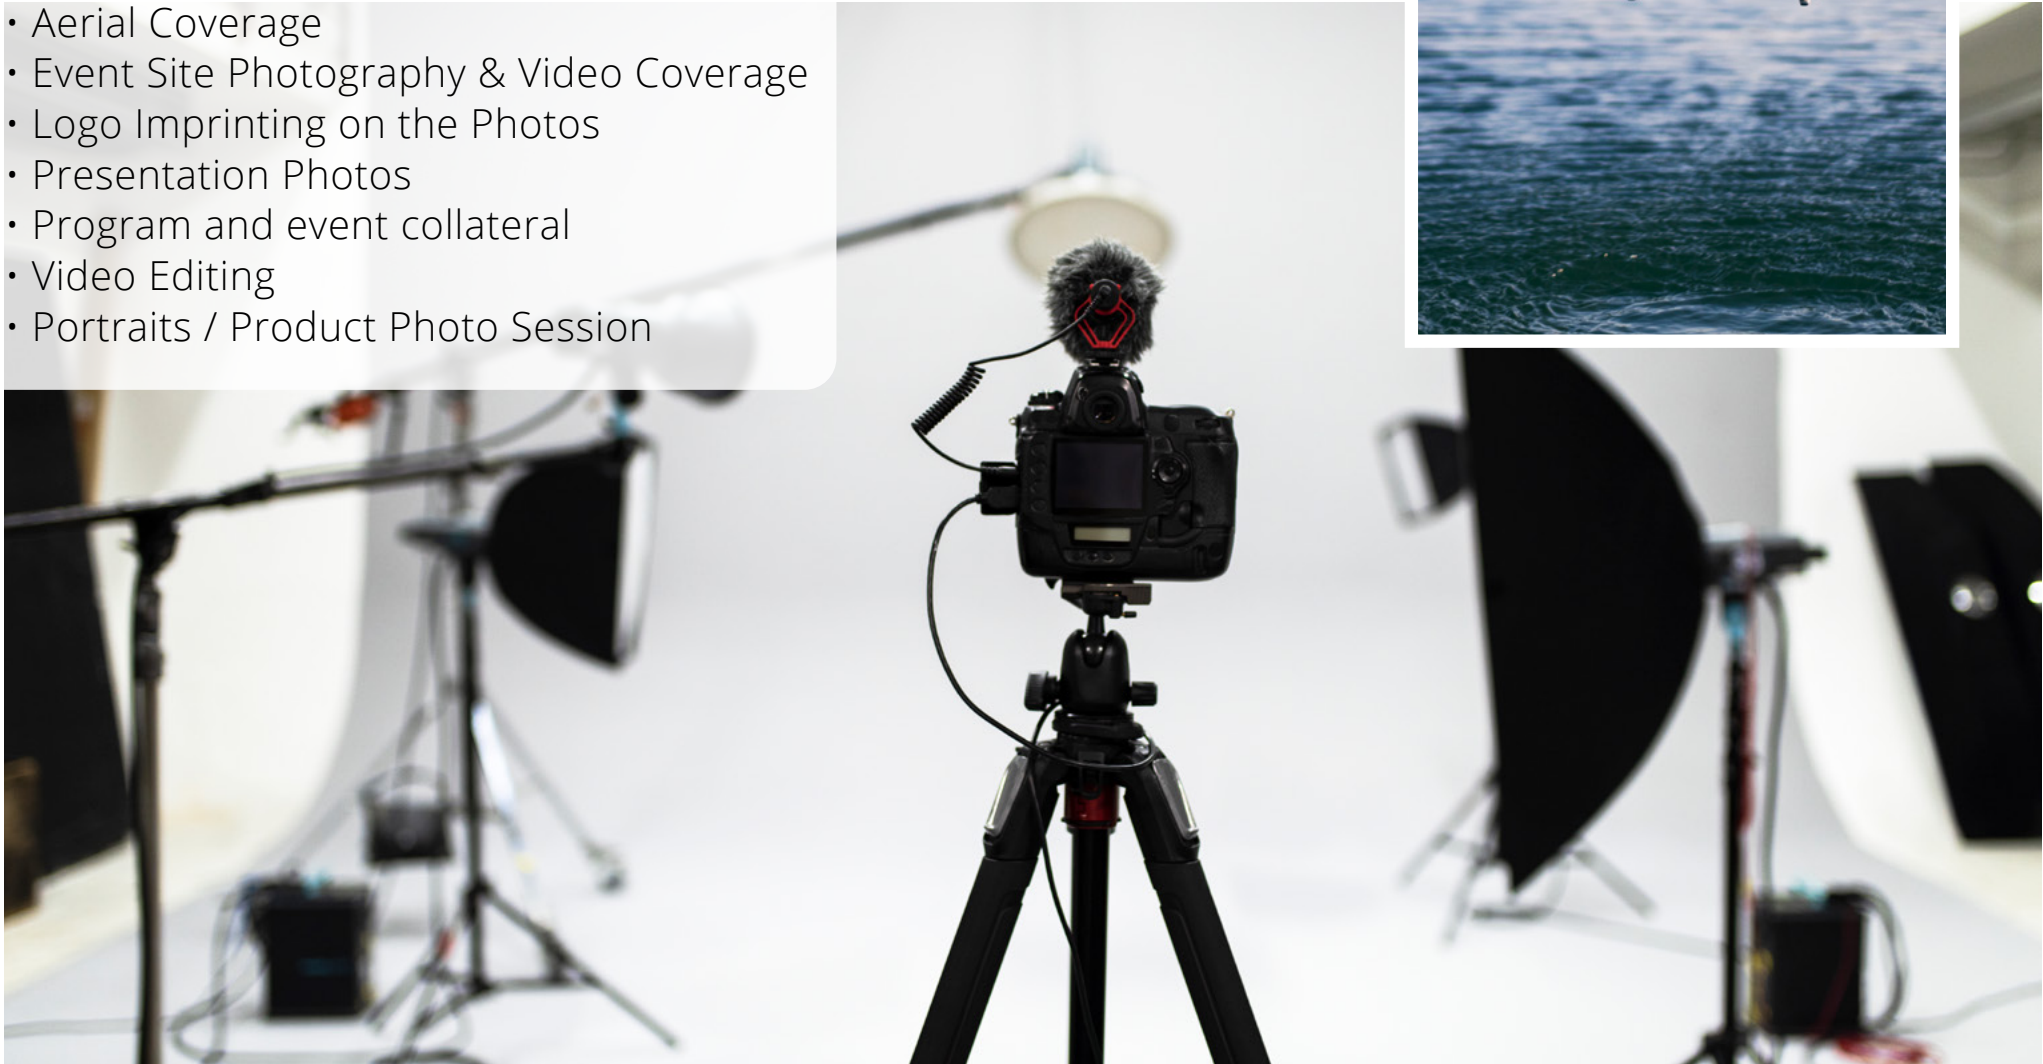 · Aerial Coverage
· Event Site Photography & Video Coverage
· Logo Imprinting on the Photos
· Presentation Photos
· Program and event collateral
· Video Editing
· Portraits / Product Photo Session